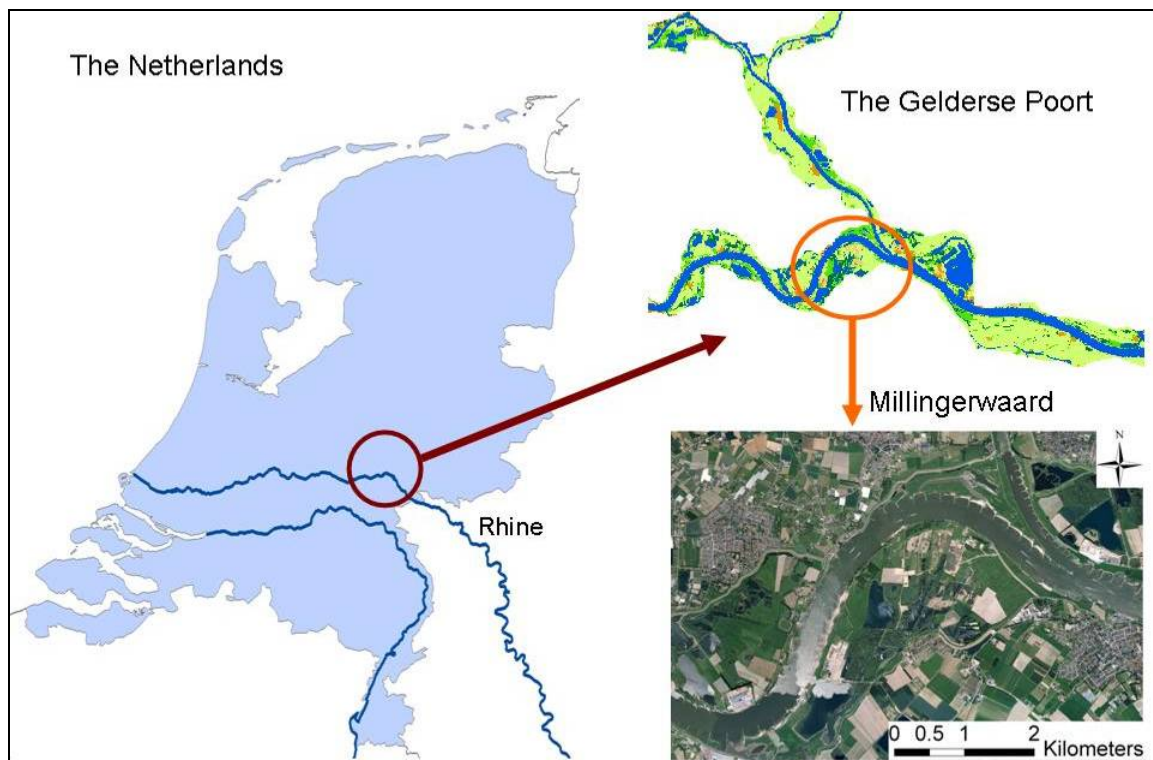 The Netherlands
The Gelderse Poort
Millingerwaard
Rhine
N
0 0.5 1 2
Kilometers